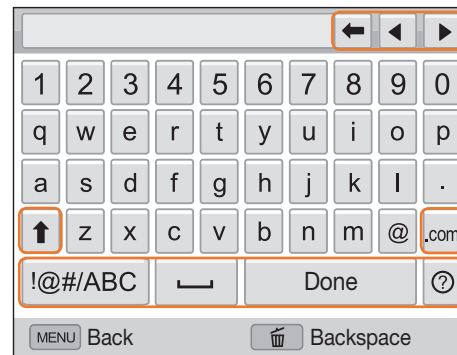 1 2 3 4 5 6 7 8 9 0
q w e r t y u i o p
a s d f g h j k l .
z x c v b n m @ .com
!@#/ABC Done ?
MENU Back Backspace